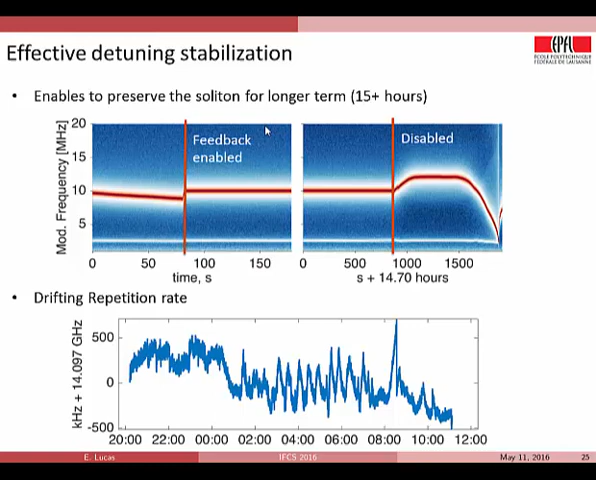 Effective detuning stabilization
EPFL
ÉCOLE POLYTECHNIQUE
FÉDÉRALE DE LAUSANNE
• Enables to preserve the soliton for longer term (15+ hours)
Mod. Frequency [MHz]
20
15
10
5
Feedback
enabled
Disabled
0 50 100 150
0 500 1000 1500
time, s
s + 14.70 hours
• Drifting Repetition rate
kHz + 14.097 GHz
500
0
-500
20:00 22:00 00:00 02:00 04:00 06:00 08:00 10:00 12:00
E. Lucas IFCS 2016 May 11, 2016 25